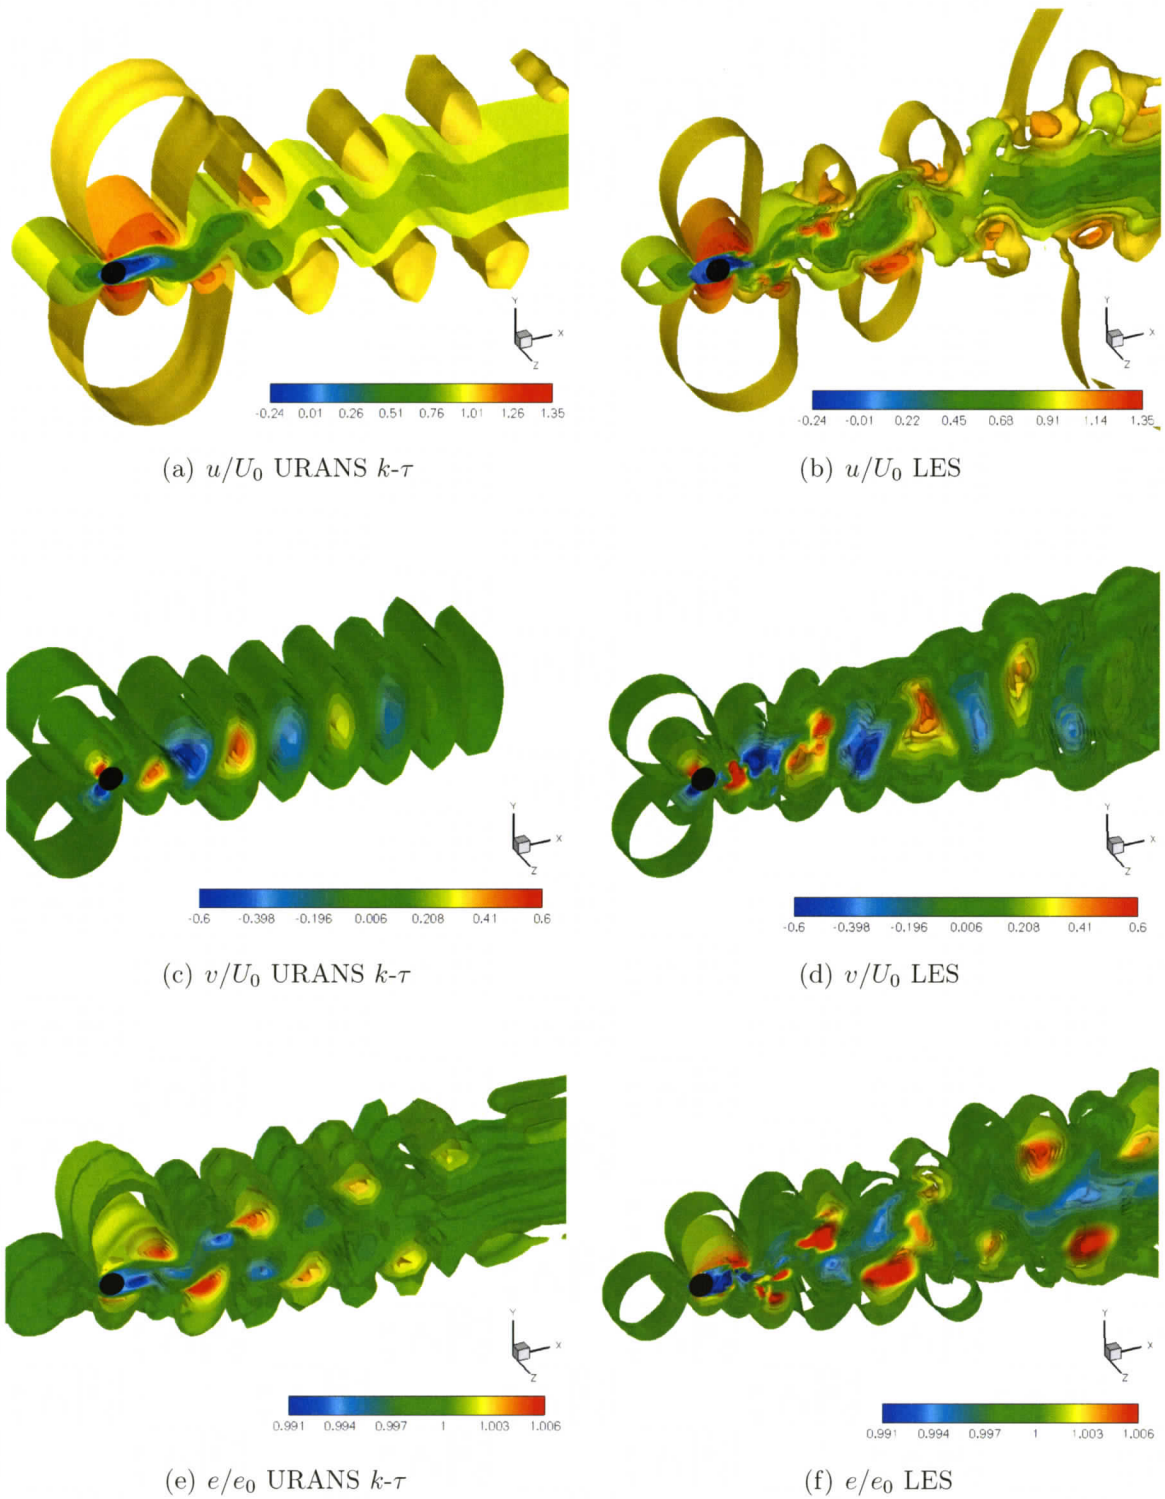 Y
X
Z
-0.24 0.01 0.26 0.51 0.76 1.01 1.26 1.35
(a) u/U₀ URANS k-τ
Y
X
Z
-0.24 -0.01 0.22 0.45 0.68 0.91 1.14 1.35
(b) u/U₀ LES
Y
X
Z
-0.6 -0.398 -0.196 0.006 0.208 0.41 0.6
(c) v/U₀ URANS k-τ
Y
X
Z
-0.6 -0.398 -0.196 0.006 0.208 0.41 0.6
(d) v/U₀ LES
Y
X
Z
0.991 0.994 0.997 1 1.003 1.006
(e) e/e₀ URANS k-τ
Y
X
Z
0.991 0.994 0.997 1 1.003 1.006
(f) e/e₀ LES